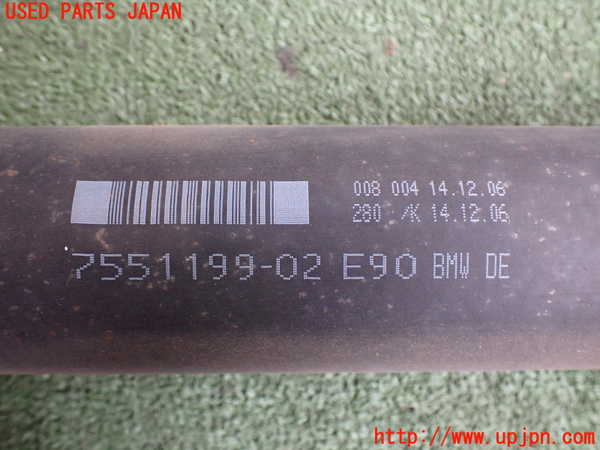 USED PARTS JAPAN
008 004 14.12.06
280 /K 14.12.06
7551199-02 E90 BMW DE
http://www.upjpn.com/